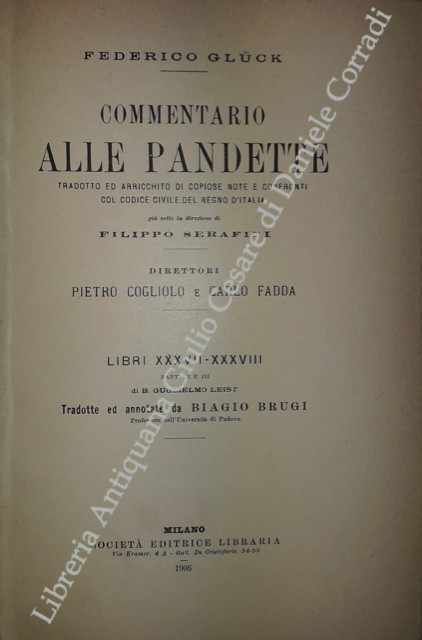 FEDERICO GLÜCK
COMMENTARIO
ALLE PANDETTE
TRADOTTO ED ARRICCHITO DI COPIOSE NOTE E CONFRONTI
COL CODICE CIVILE DEL REGNO D'ITALIA
già sotto la direzione di
FILIPPO SERAFINI
DIRETTORI
PIETRO COGLIOLO E CARLO FADDA
LIBRI XXXVII-XXXVIII
E III
di B. GUGLIELMO LEIST
Tradotte ed annotate da BIAGIO BRUGI
Professore nell'Università di Padova
MILANO
SOCIETÀ EDITRICE LIBRARIA
Via Kramer, 4 A - Gall. De Cristoforis, 54-55
1906
Libreria Antiquaria Giulio Cesare di Daniele Corradi